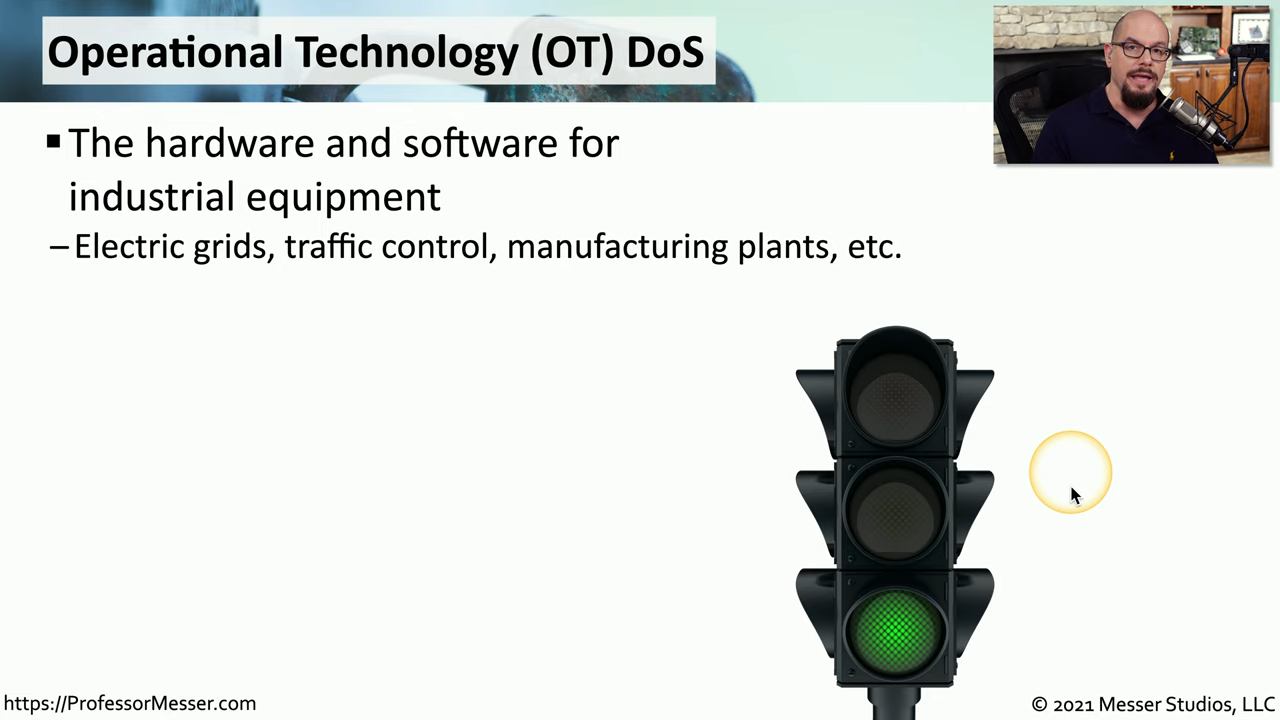 Operational Technology (OT) DoS
▪ The hardware and software for
industrial equipment
– Electric grids, traffic control, manufacturing plants, etc.
https://ProfessorMesser.com
© 2021 Messer Studios, LLC